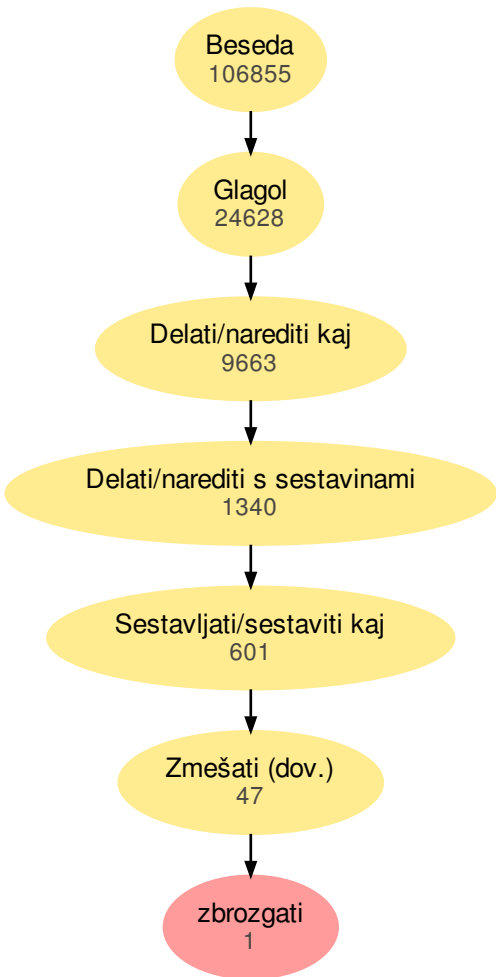 Beseda
106855
Glagol
24628
Delati/narediti kaj
9663
Delati/narediti s sestavinami
1340
Sestavljati/sestaviti kaj
601
Zmešati (dov.)
47
zbrozgati
1